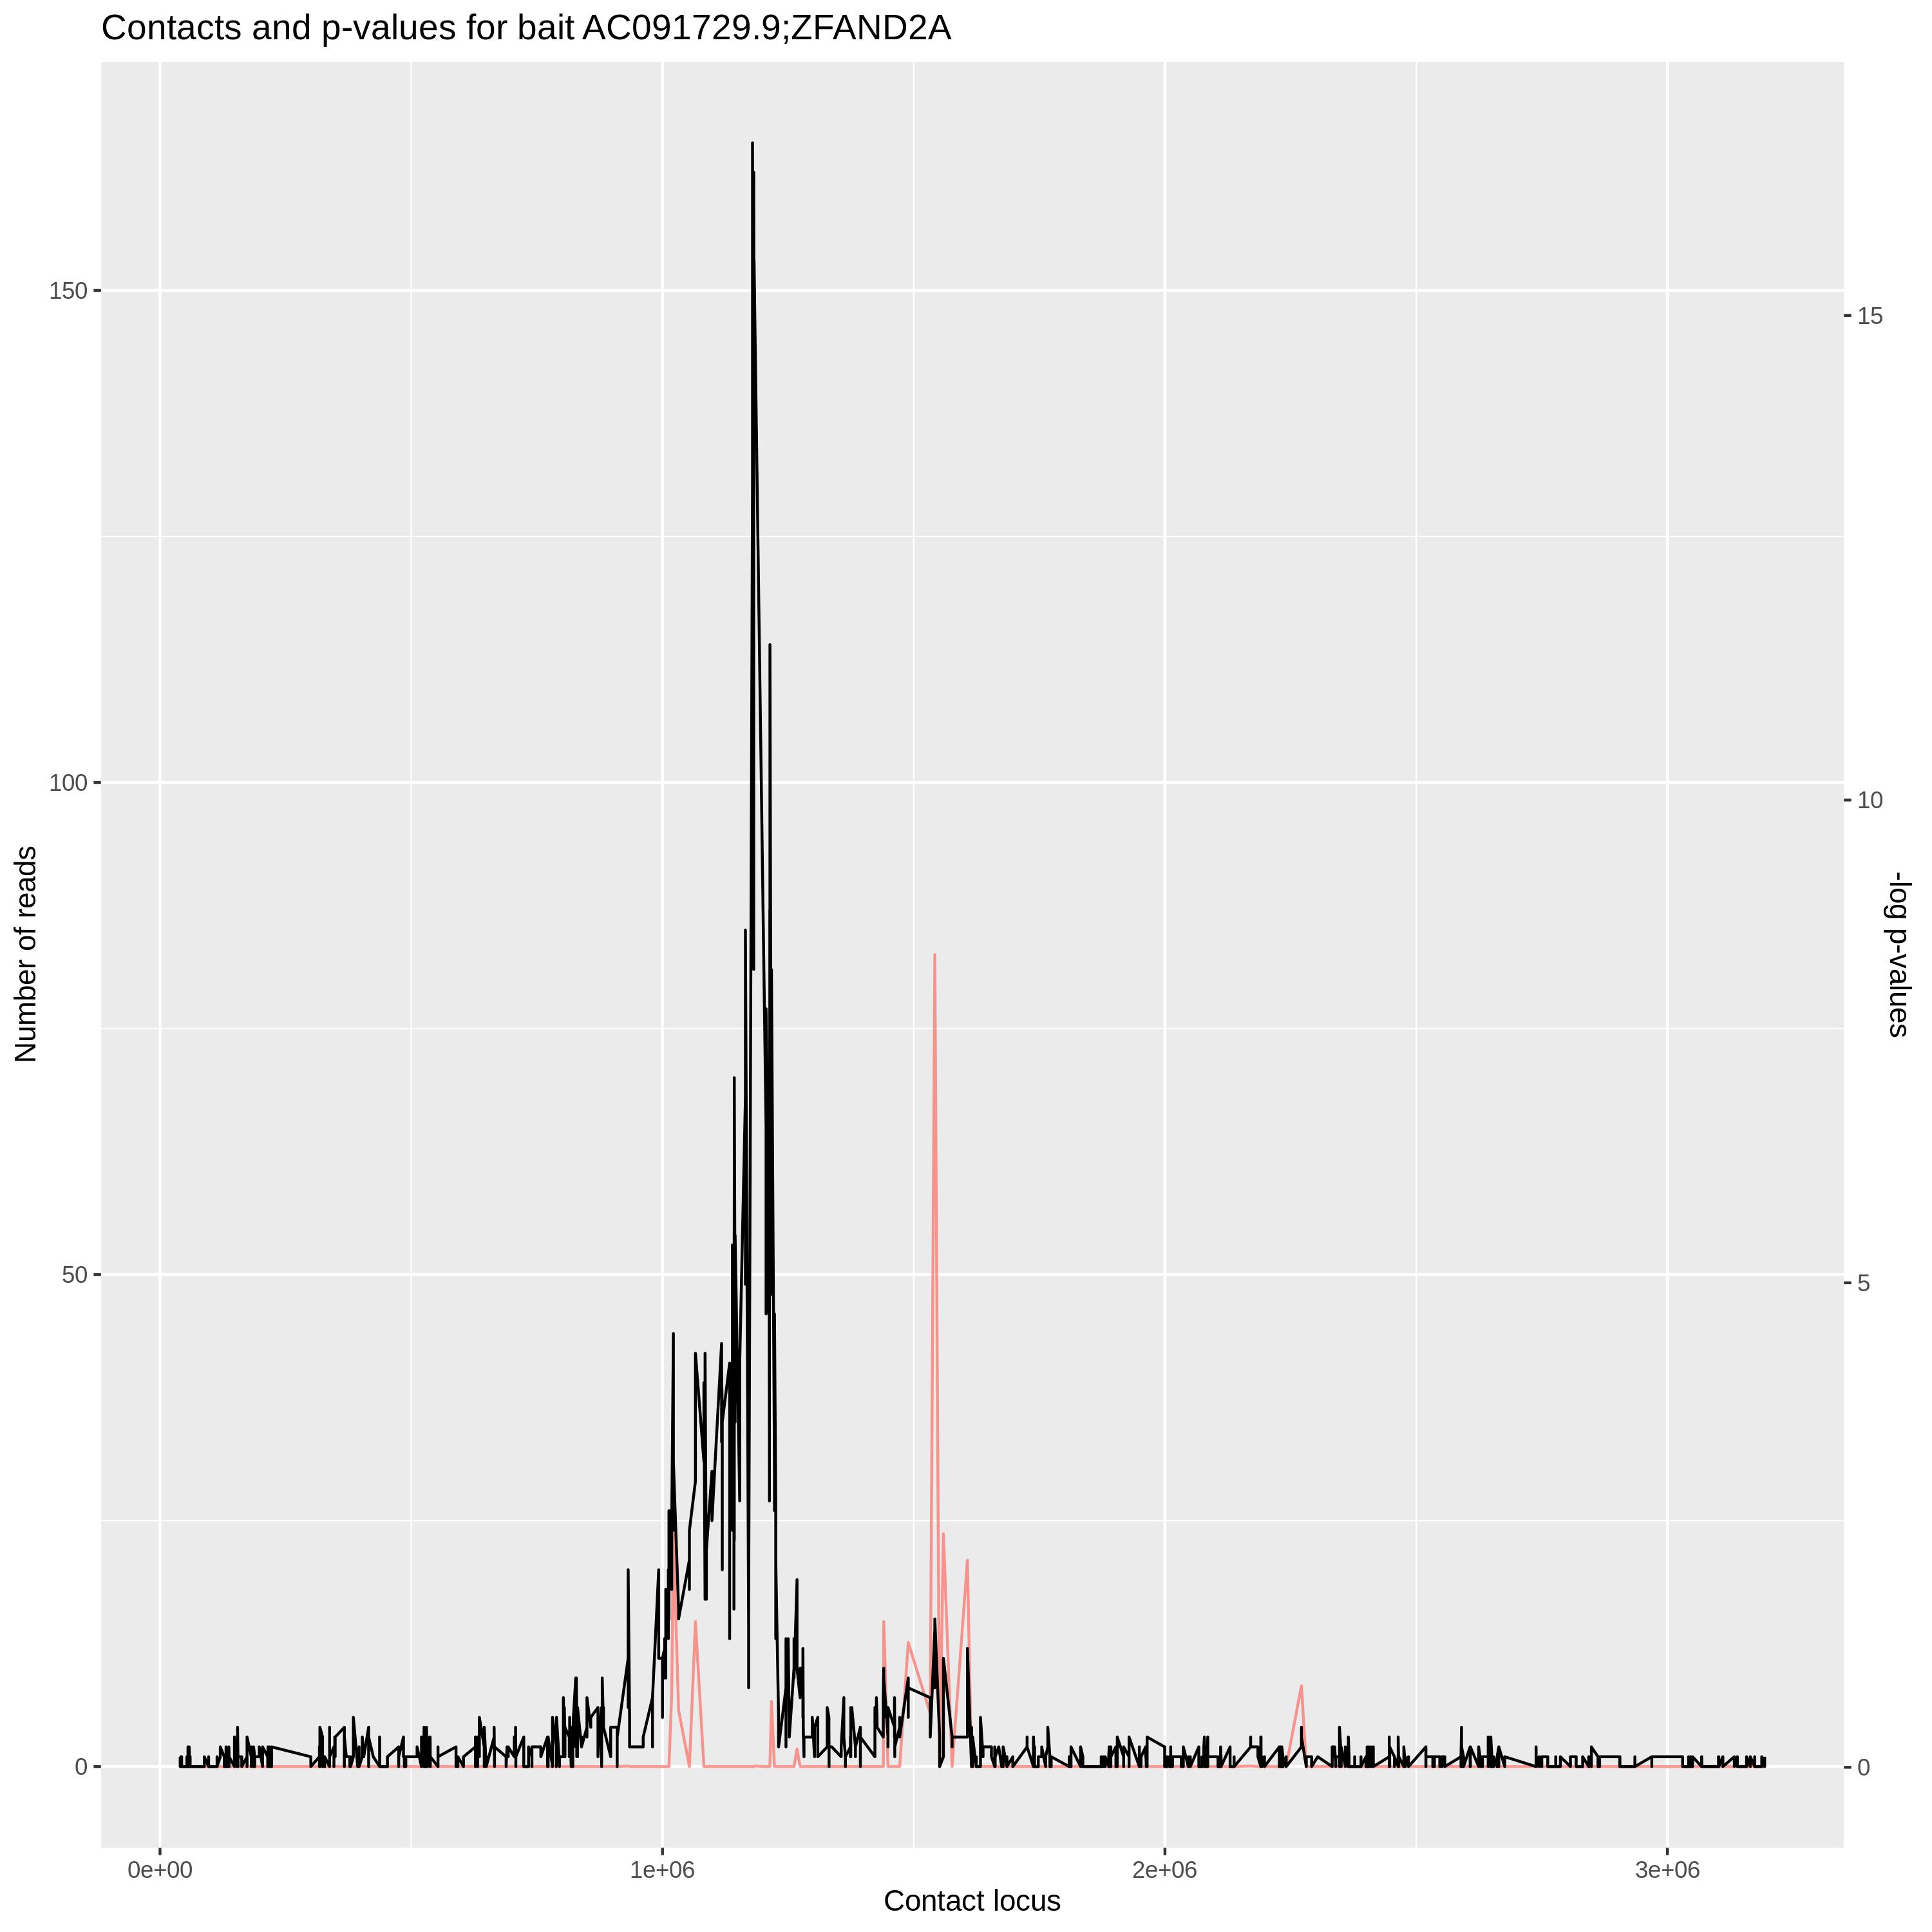 Contacts and p-values for bait AC091729.9;ZFAND2A
150
100
50
0
Number of reads
15
10
5
0
-log p-values
0e+00
1e+06
2e+06
3e+06
Contact locus